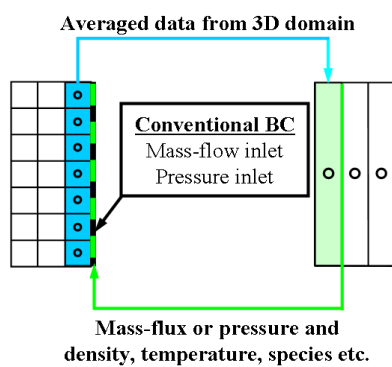 Averaged data from 3D domain
Conventional BC
Mass-flow inlet
Pressure inlet
Mass-flux or pressure and
density, temperature, species etc.